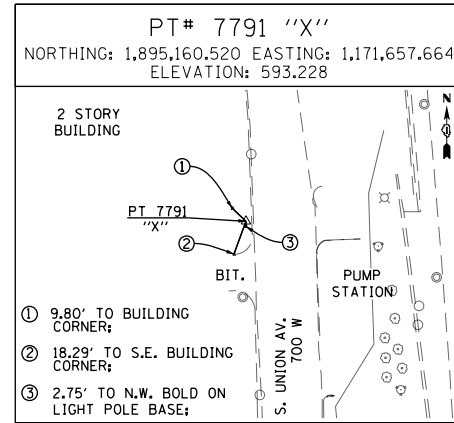 PT# 7791 "X"
NORTHING: 1,895,160.520 EASTING: 1,171,657.664
ELEVATION: 593.228
2 STORY
BUILDING
N
①
PT 7791
"X"
②
③
BIT.
PUMP
STATION
S. UNION AV.
700 W
① 9.80' TO BUILDING
CORNER;
② 18.29' TO S.E. BUILDING
CORNER;
③ 2.75' TO N.W. BOLD ON
LIGHT POLE BASE;